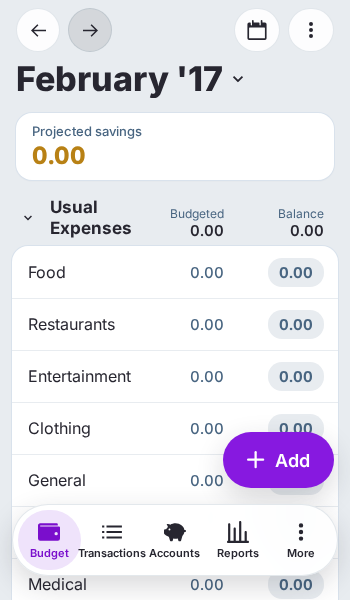 February '17
Projected savings
0.00
Usual Expenses
Budgeted 0.00
Balance 0.00
Food 0.00 0.00
Restaurants 0.00 0.00
Entertainment 0.00 0.00
Clothing 0.00 0.00
General 0.00
+ Add
Budget Transactions Accounts Reports More
Medical 0.00 0.00